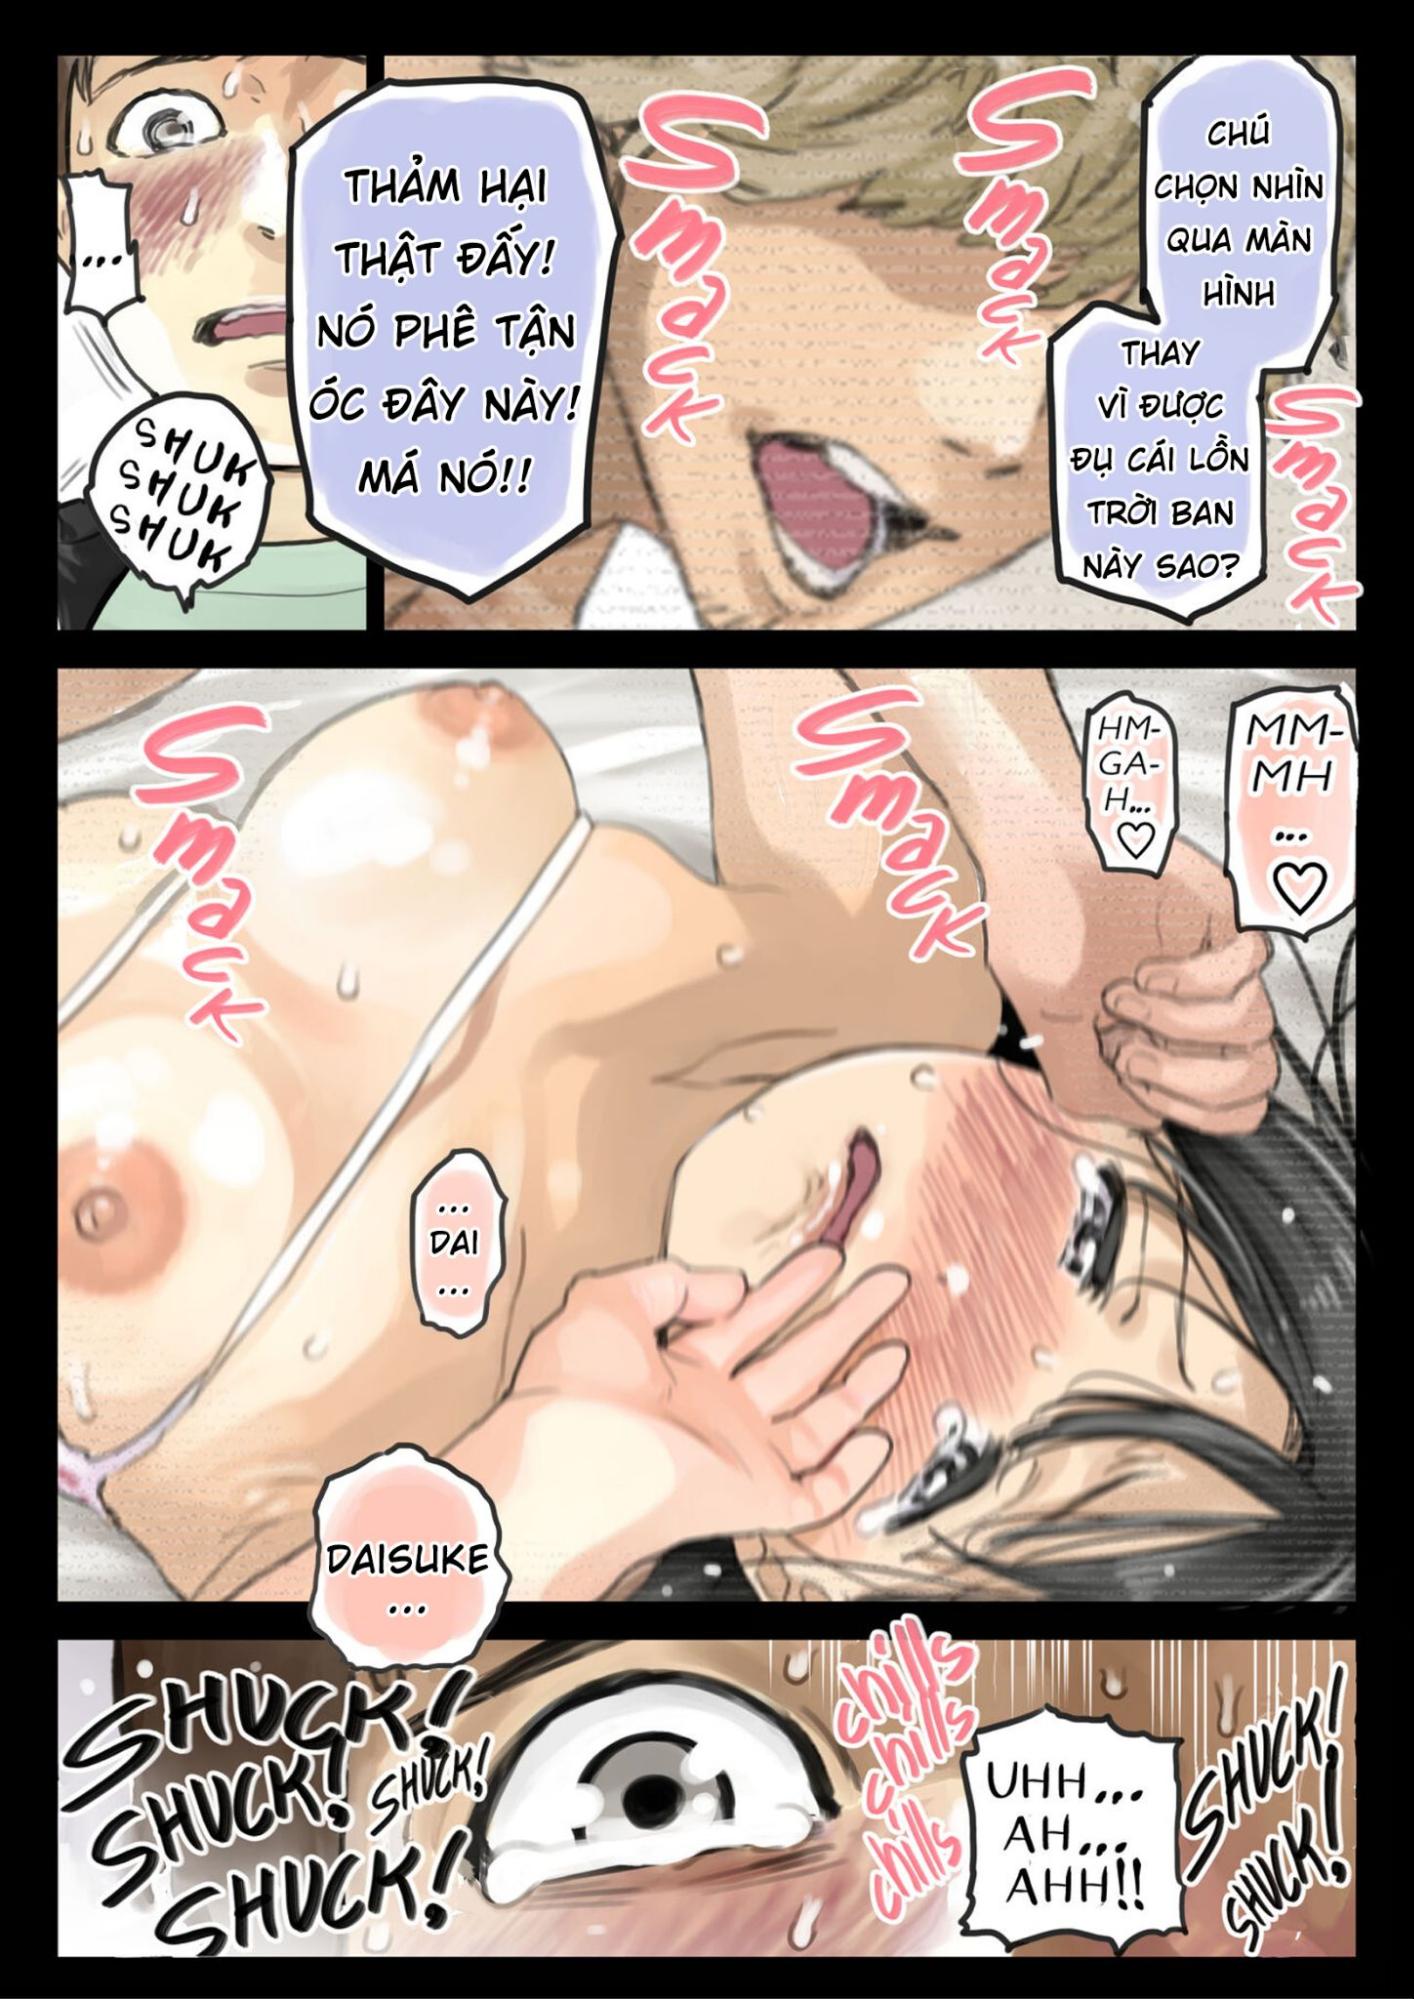 CHÚ
CHỌN NHÌN
QUA MÀN
HÌNH
THAY
VÌ ĐƯỢC
ĐỤ CÁI LỒN
TRỜI BAN
NÀY SAO?
SMACK
SMACK
SMACK
THẢM HẠI
THẬT ĐẤY!
NÓ PHÊ TẬN
ÓC ĐÂY NÀY!
MÁ NÓ!!
...
SHUK
SHUK
SHUK
MM-
MH
...
♡
HM-
GA-
H...
♡
SMACK
SMACK
...
DAI
...
DAISUKE
...
SHUCK!
SHUCK!
UHH...
AH...
AHH!!
chills
chills
chills
SHUCK!
SHUCK!
SHUCK!
SHUCK!